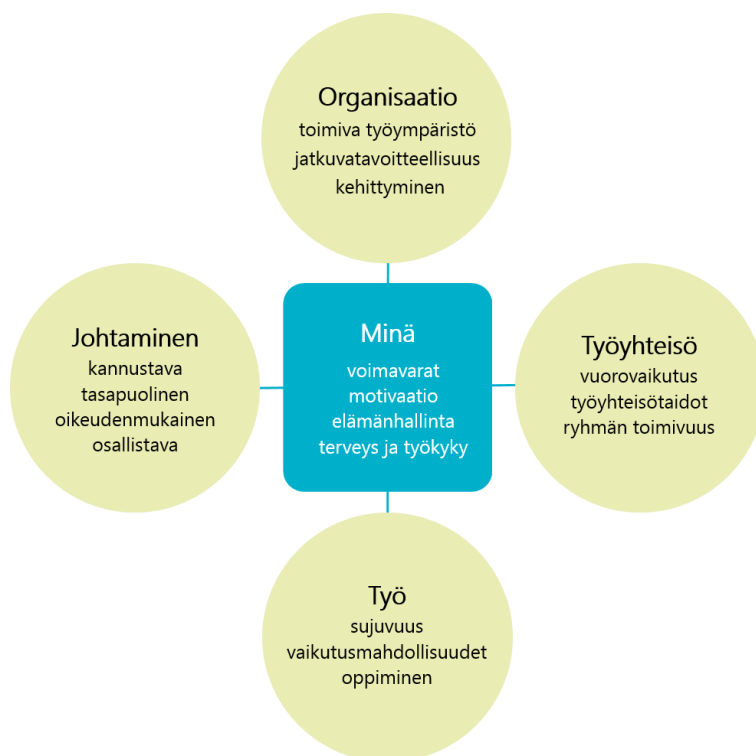 Organisaatio
toimiva työympäristö
jatkuvatavoitteellisuus
kehittyminen
Johtaminen
kannustava
tasapuolinen
oikeudenmukainen
osallistava
Minä
voimavarat
motivaatio
elämänhallinta
terveys ja työkyky
Työyhteisö
vuorovaikutus
työyhteisötaidot
ryhmän toimivuus
Työ
sujuvuus
vaikutusmahdollisuudet
oppiminen